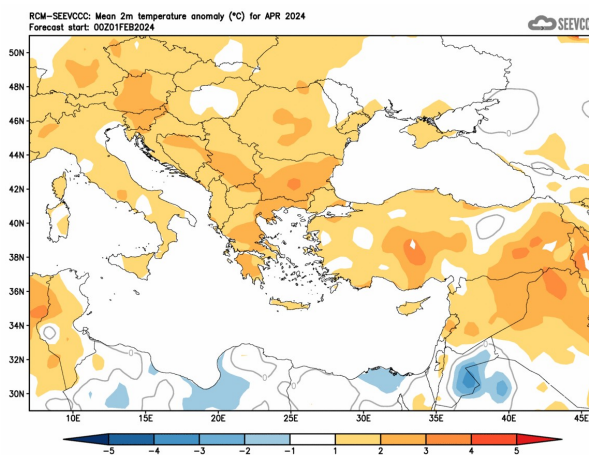 RCM-SEEVCCC: Mean 2m temperature anomaly (°C) for APR 2024
Forecast start: 00Z01FEB2024
SEEVCC
50N
48N
46N
44N
42N
40N
38N
36N
34N
32N
30N
10E 15E 20E 25E 30E 35E 40E 45E
-5 -4 -3 -2 -1 1 2 3 4 5